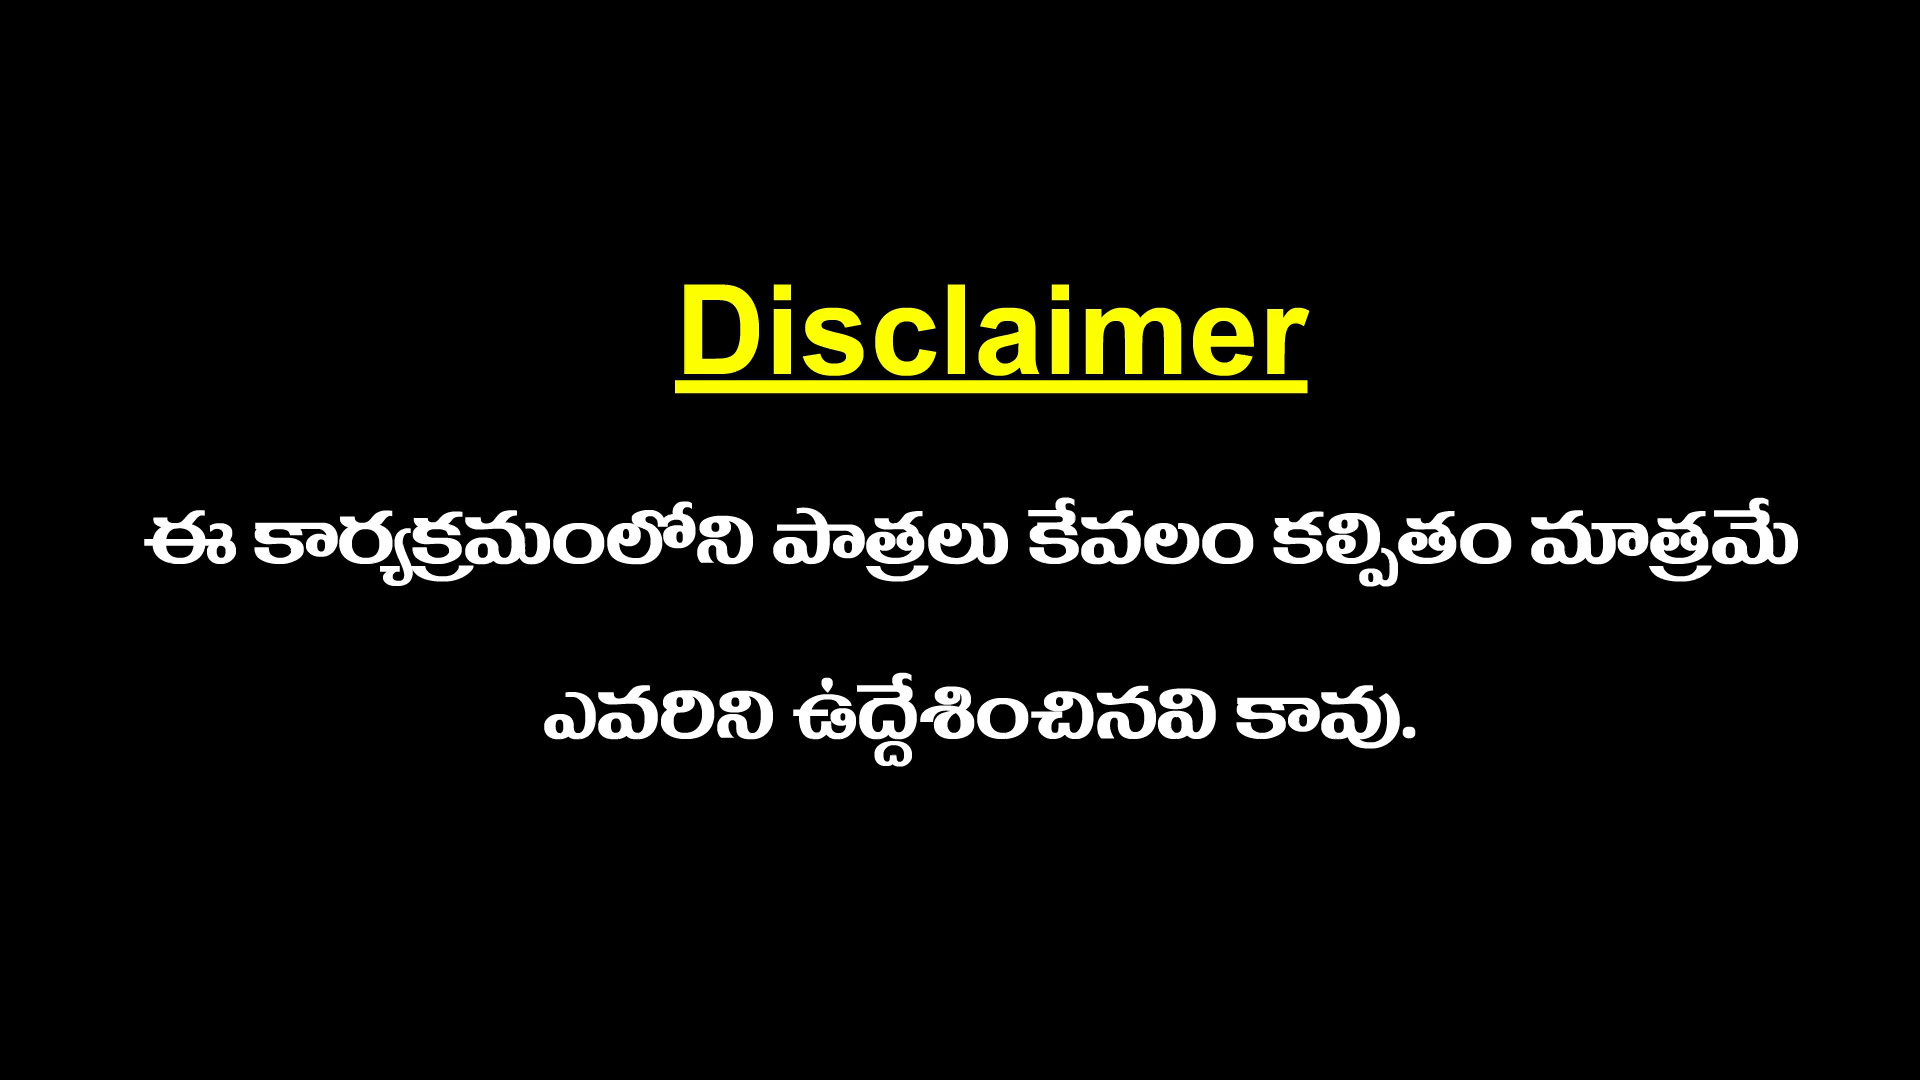 Disclaimer
ఈ కార్యక్రమంలోని పాత్రలు కేవలం కల్పితం మాత్రమే
ఎవరిని ఉద్దేశించినవి కావు.